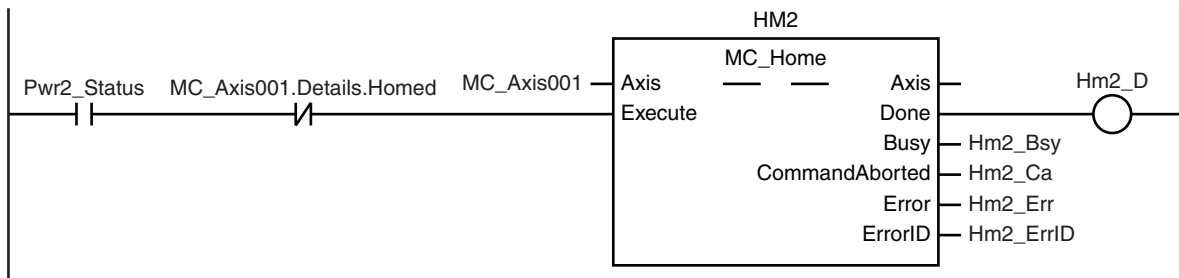 HM2
MC_Home
Pwr2_Status MC_Axis001.Details.Homed MC_Axis001 Axis Axis Hm2_D
Execute Done
Busy Hm2_Bsy
CommandAborted Hm2_Ca
Error Hm2_Err
ErrorID Hm2_ErrID